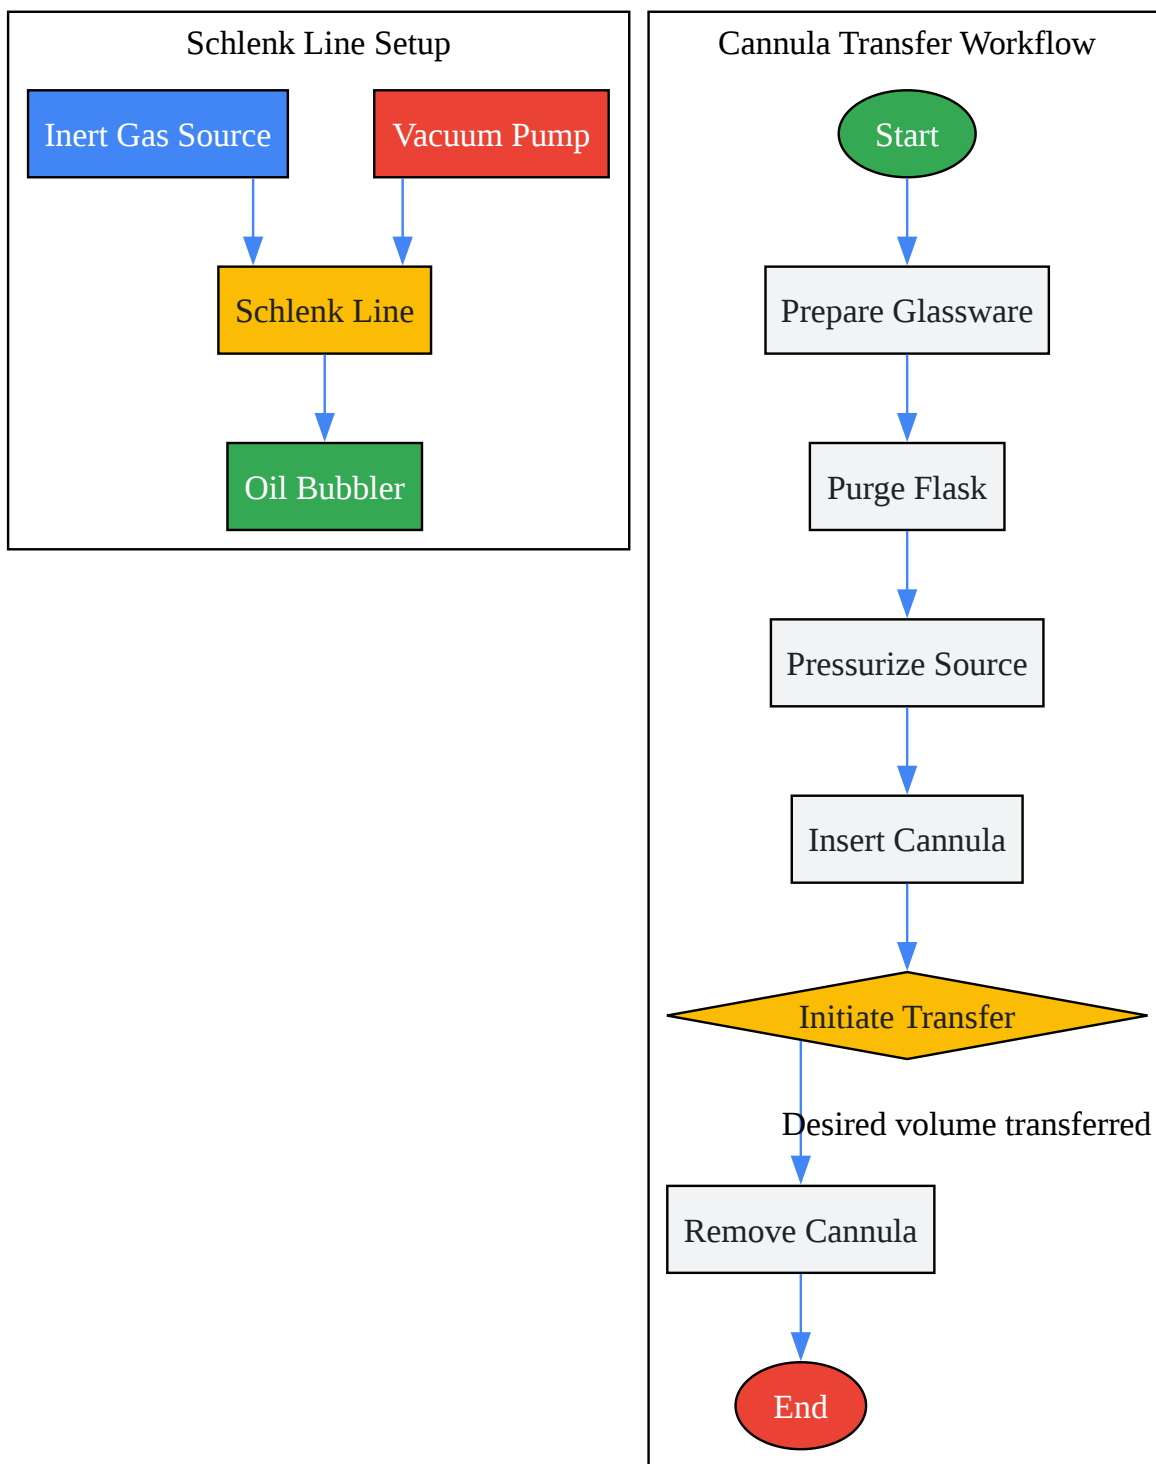 Schlenk Line Setup
Inert Gas Source
Vacuum Pump
Schlenk Line
Oil Bubbler
Cannula Transfer Workflow
Start
Prepare Glassware
Purge Flask
Pressurize Source
Insert Cannula
Initiate Transfer
Desired volume transferred
Remove Cannula
End